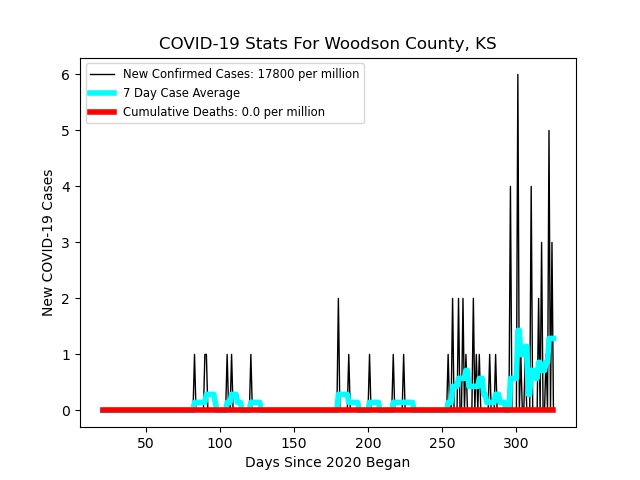 COVID-19 Stats For Woodson County, KS
New Confirmed Cases: 17800 per million
7 Day Case Average
Cumulative Deaths: 0.0 per million
New COVID-19 Cases
6
5
4
3
2
1
0
50 100 150 200 250 300
Days Since 2020 Began